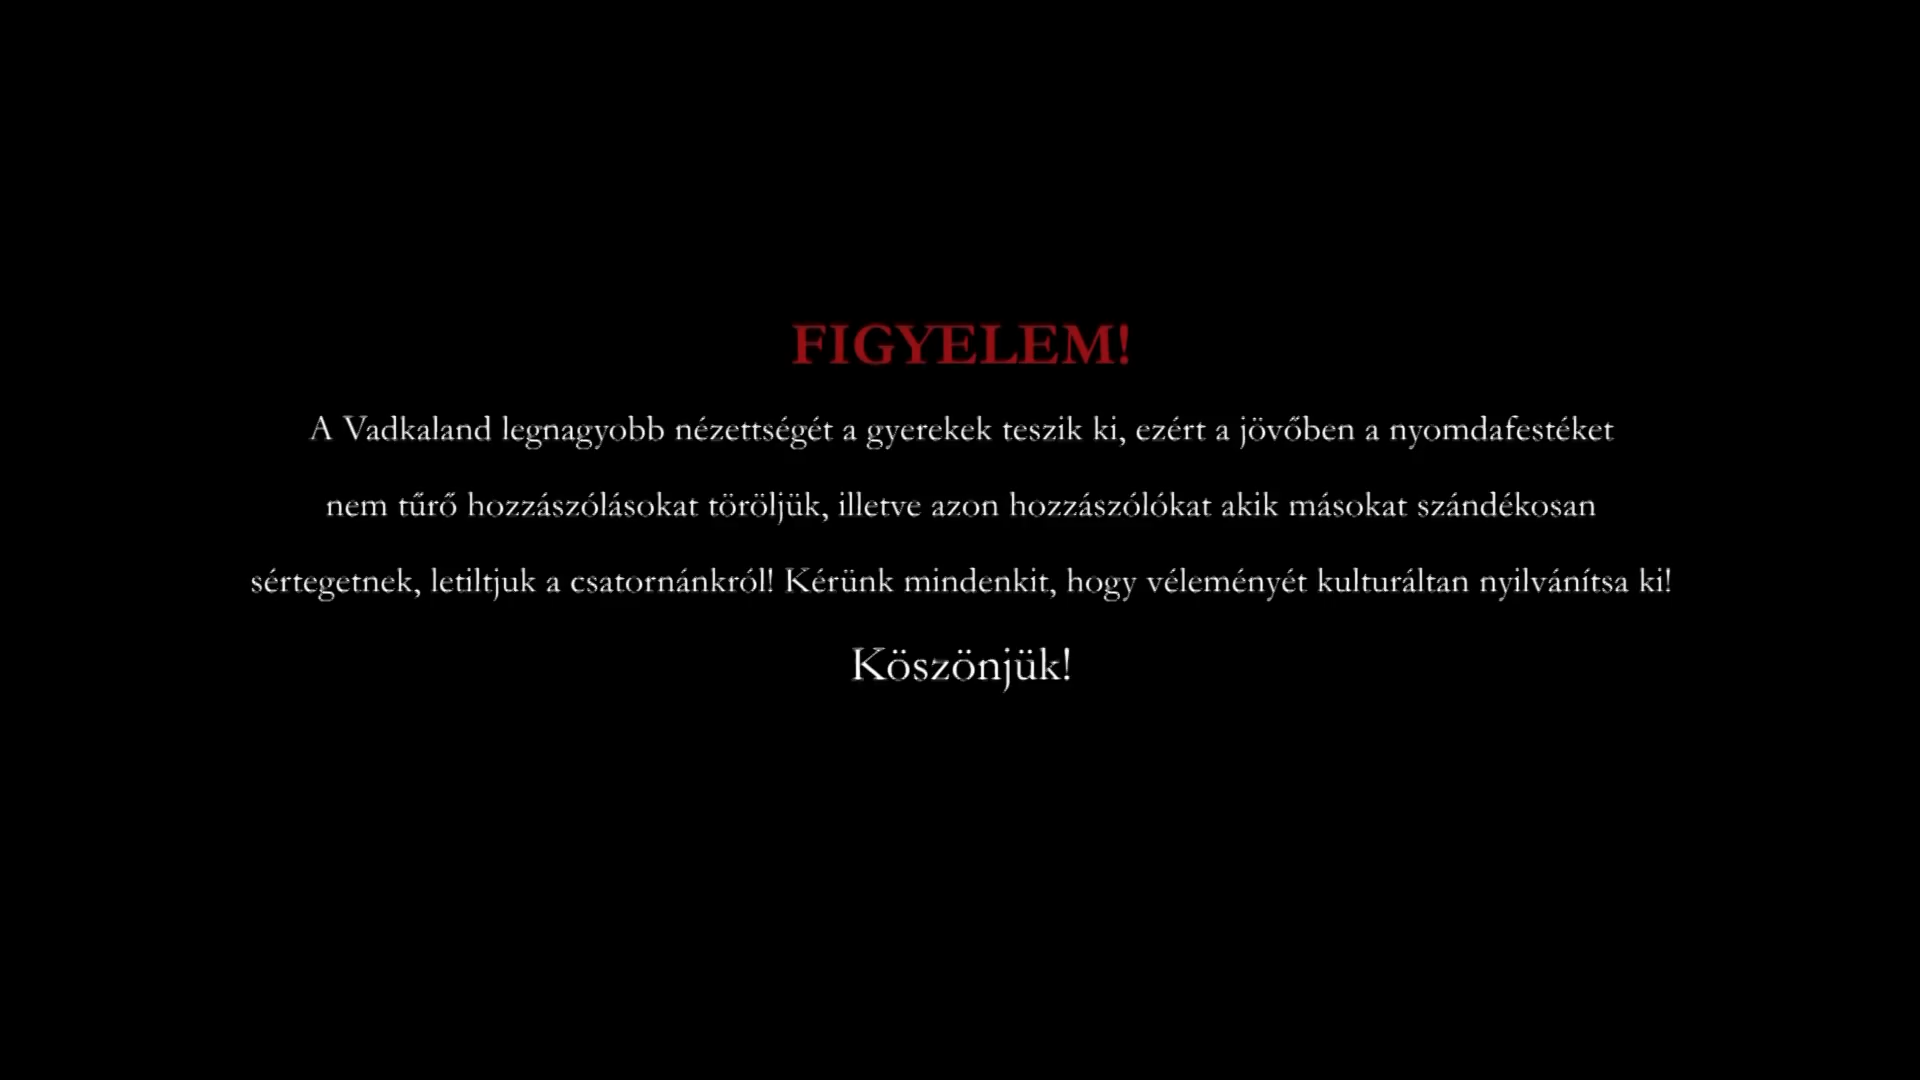 FIGYELEM!
A Vadkaland legnagyobb nézettségét a gyerekek teszik ki, ezért a jövőben a nyomdafestéket
nem tűrő hozzászólásokat töröljük, illetve azon hozzászólókat akik másokat szándékosan
sértegetnek, letiltjuk a csatornánkról! Kérünk mindenkit, hogy véleményét kulturáltan nyilvánítsa ki!
Köszönjük!